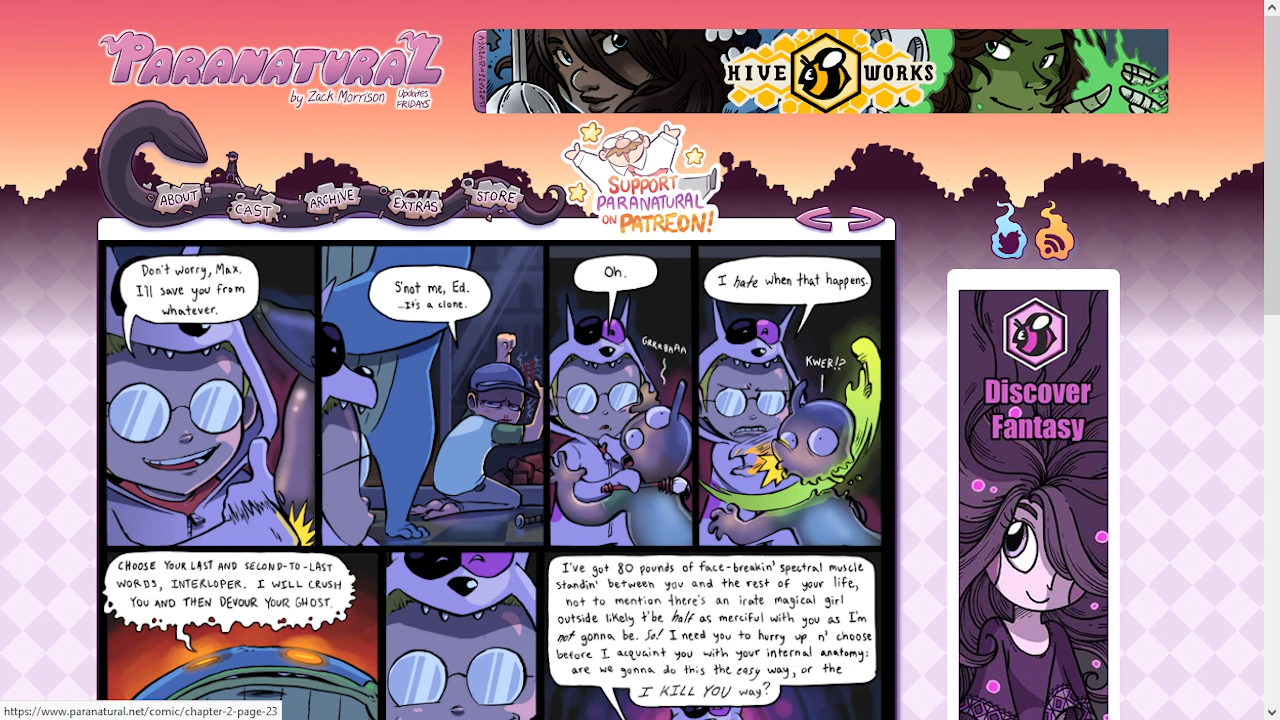 PARANATURAL
by Zack Morrison
Updates
FRIDAYS
HIVE WORKS
ABOUT
CAST
ARCHIVE
EXTRAS
STORE
SUPPORT
PARANATURAL
ON PATREON!
Don't worry, Max.
I'll save you from
whatever.
S'not me, Ed.
...It's a clone.
Oh.
GRRRBAAA
I hate when that happens.
KWER!?
CHOOSE YOUR LAST AND SECOND-TO-LAST
WORDS, INTERLOPER. I WILL CRUSH
YOU AND THEN DEVOUR YOUR GHOST.
I've got 80 pounds of face-breakin' spectral muscle
standin' between you and the rest of your life,
not to mention there's an irate magical girl
outside likely t'be half as merciful with you as I'm
not gonna be. So! I need you to hurry up n' choose
before I acquaint you with your internal anatomy:
are we gonna do this the easy way, or the
I KILL YOU way?
Discover
Fantasy
https://www.paranatural.net/comic/chapter-2-page-23